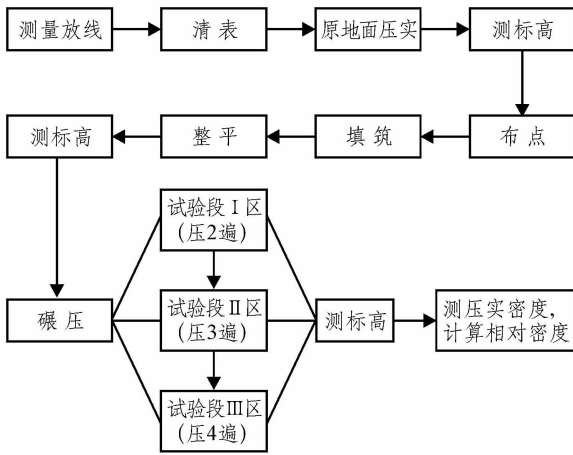 测量放线
清表
原地面压实
测标高
测标高
整平
填筑
布点
试验段Ⅰ区
(压2遍)
碾压
试验段Ⅱ区
(压3遍)
测标高
测压实密度,
计算相对密度
试验段Ⅲ区
(压4遍)